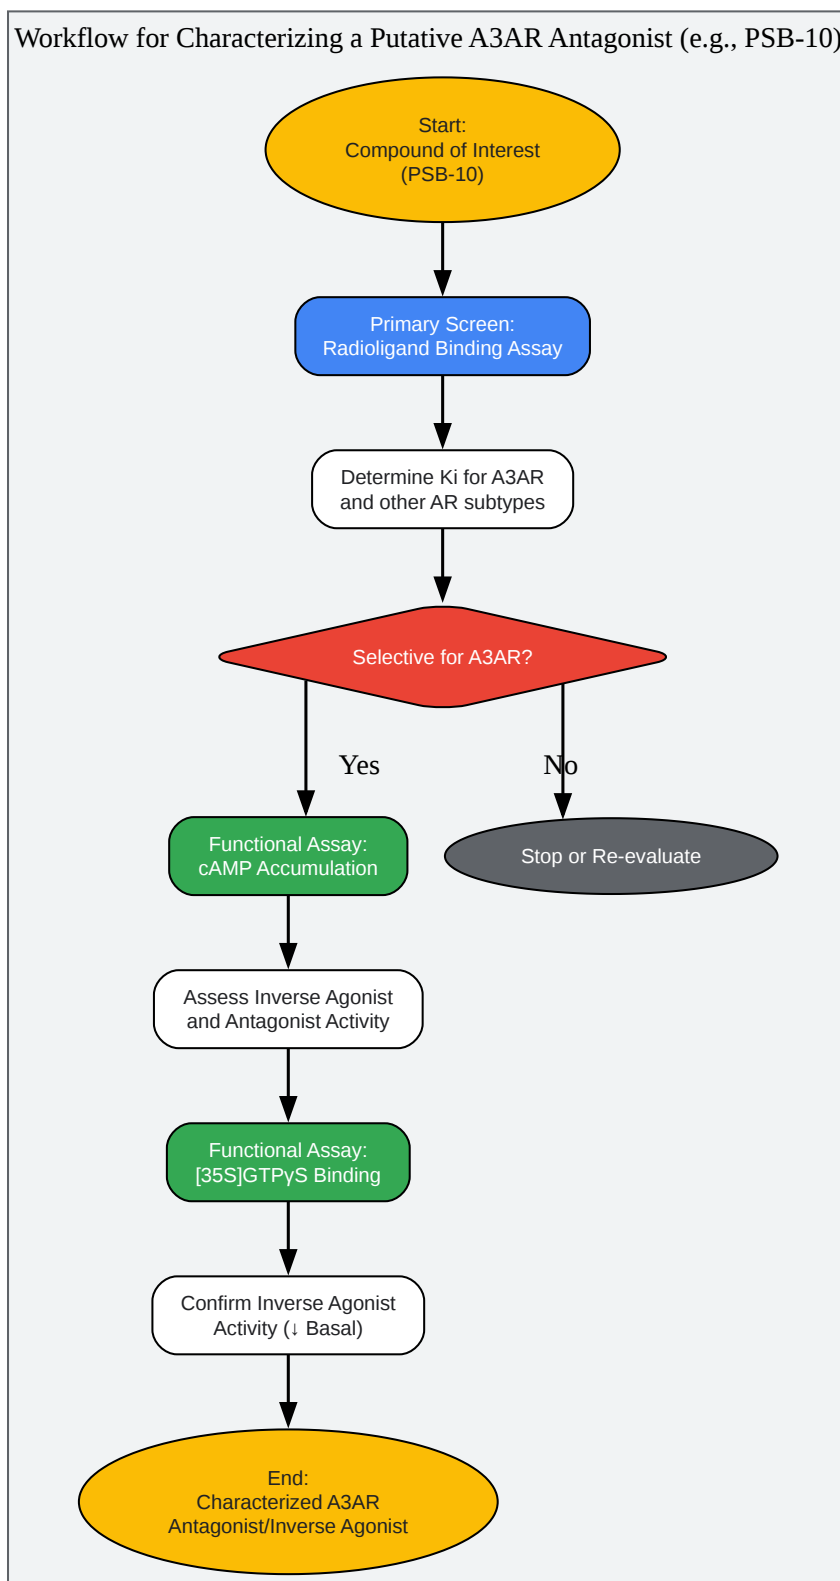 Workflow for Characterizing a Putative A3AR Antagonist (e.g., PSB-10)
Start:
Compound of Interest
(PSB-10)
Primary Screen:
Radioligand Binding Assay
Determine Ki for A3AR
and other AR subtypes
Selective for A3AR?
Yes
No
Functional Assay:
cAMP Accumulation
Stop or Re-evaluate
Assess Inverse Agonist
and Antagonist Activity
Functional Assay:
[35S]GTPγS Binding
Confirm Inverse Agonist
Activity (↓ Basal)
End:
Characterized A3AR
Antagonist/Inverse Agonist